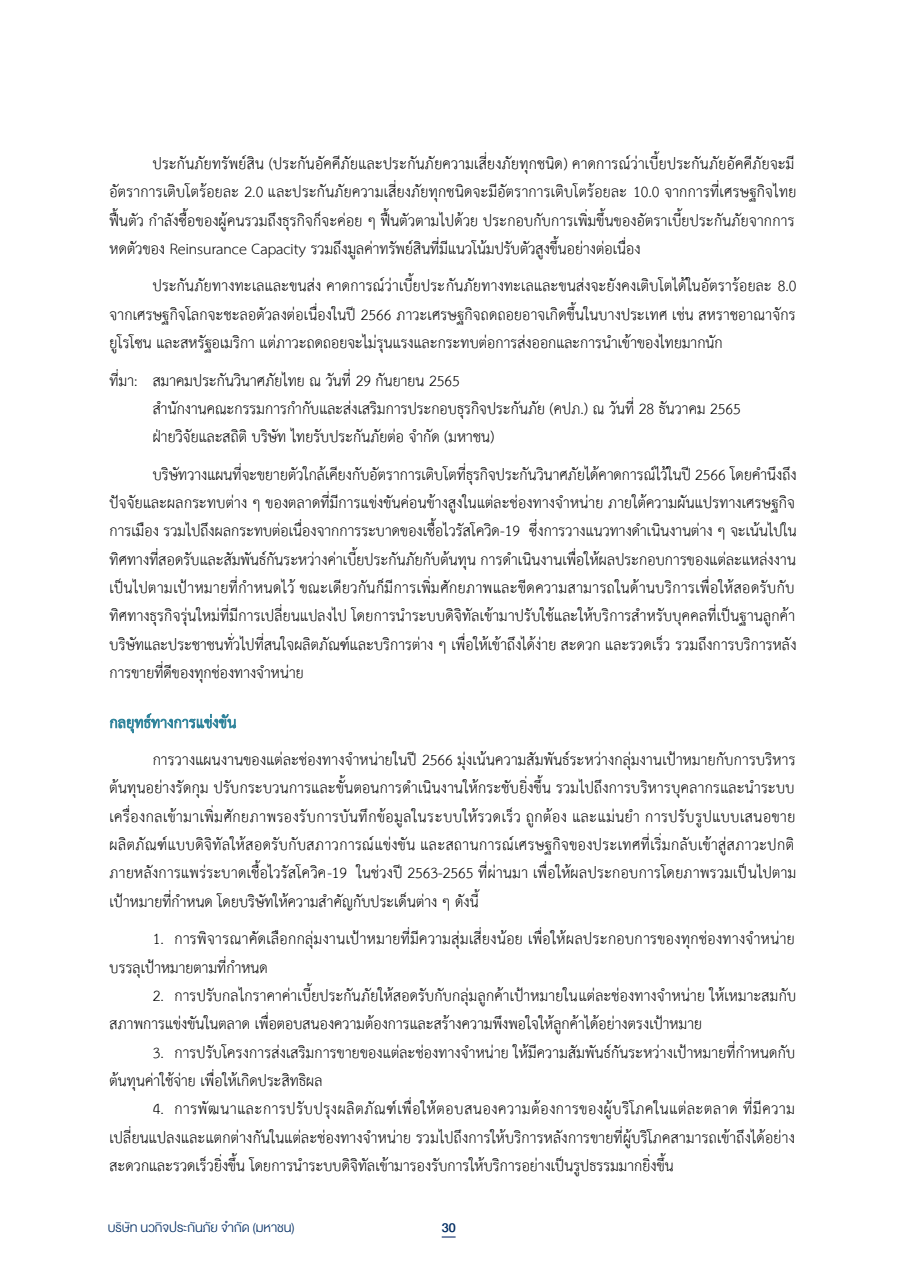 ประกันภัยทรัพย์สิน (ประกันอัคคีภัยและประกันภัยความเสี่ยงภัยทุกชนิด) คาดการณ์ว่าเบี้ยประกันภัยอัคคีภัยจะมี
อัตราการเติบโตร้อยละ 2.0 และประกันภัยความเสี่ยงภัยทุกชนิดจะมีอัตราการเติบโตร้อยละ 10.0 จากการที่เศรษฐกิจไทย
ฟื้นตัว กำลังซื้อของผู้คนรวมถึงธุรกิจก็จะค่อย ๆ ฟื้นตัวตามไปด้วย ประกอบกับการเพิ่มขึ้นของอัตราเบี้ยประกันภัยจากการ
หดตัวของ Reinsurance Capacity รวมถึงมูลค่าทรัพย์สินที่มีแนวโน้มปรับตัวสูงขึ้นอย่างต่อเนื่อง
ประกันภัยทางทะเลและขนส่ง คาดการณ์ว่าเบี้ยประกันภัยทางทะเลและขนส่งจะยังคงเติบโตได้ในอัตราร้อยละ 8.0
จากเศรษฐกิจโลกจะชะลอตัวลงต่อเนื่องในปี 2566 ภาวะเศรษฐกิจถดถอยอาจเกิดขึ้นในบางประเทศ เช่น สหราชอาณาจักร
ยูโรโซน และสหรัฐอเมริกา แต่ภาวะถดถอยจะไม่รุนแรงและกระทบต่อการส่งออกและการนำเข้าของไทยมากนัก
ที่มา: สมาคมประกันวินาศภัยไทย ณ วันที่ 29 กันยายน 2565
สำนักงานคณะกรรมการกำกับและส่งเสริมการประกอบธุรกิจประกันภัย (คปภ.) ณ วันที่ 28 ธันวาคม 2565
ฝ่ายวิจัยและสถิติ บริษัท ไทยรับประกันภัยต่อ จำกัด (มหาชน)
บริษัทวางแผนที่จะขยายตัวใกล้เคียงกับอัตราการเติบโตที่ธุรกิจประกันวินาศภัยได้คาดการณ์ไว้ในปี 2566 โดยคำนึงถึง
ปัจจัยและผลกระทบต่าง ๆ ของตลาดที่มีการแข่งขันค่อนข้างสูงในแต่ละช่องทางจำหน่าย ภายใต้ความผันแปรทางเศรษฐกิจ
การเมือง รวมไปถึงผลกระทบต่อเนื่องจากการระบาดของเชื้อไวรัสโควิด-19 ซึ่งการวางแนวทางดำเนินงานต่าง ๆ จะเน้นไปใน
ทิศทางที่สอดรับและสัมพันธ์กันระหว่างค่าเบี้ยประกันภัยกับต้นทุน การดำเนินงานเพื่อให้ผลประกอบการของแต่ละแหล่งงาน
เป็นไปตามเป้าหมายที่กำหนดไว้ ขณะเดียวกันก็มีการเพิ่มศักยภาพและขีดความสามารถในด้านบริการเพื่อให้สอดรับกับ
ทิศทางธุรกิจรุ่นใหม่ที่มีการเปลี่ยนแปลงไป โดยการนำระบบดิจิทัลเข้ามาปรับใช้และให้บริการสำหรับบุคคลที่เป็นฐานลูกค้า
บริษัทและประชาชนทั่วไปที่สนใจผลิตภัณฑ์และบริการต่าง ๆ เพื่อให้เข้าถึงได้ง่าย สะดวก และรวดเร็ว รวมถึงการบริการหลัง
การขายที่ดีของทุกช่องทางจำหน่าย
กลยุทธ์ทางการแข่งขัน
การวางแผนงานของแต่ละช่องทางจำหน่ายในปี 2566 มุ่งเน้นความสัมพันธ์ระหว่างกลุ่มงานเป้าหมายกับการบริหาร
ต้นทุนอย่างรัดกุม ปรับกระบวนการและขั้นตอนการดำเนินงานให้กระชับยิ่งขึ้น รวมไปถึงการบริหารบุคลากรและนำระบบ
เครื่องกลเข้ามาเพิ่มศักยภาพรองรับการบันทึกข้อมูลในระบบให้รวดเร็ว ถูกต้อง และแม่นยำ การปรับรูปแบบเสนอขาย
ผลิตภัณฑ์แบบดิจิทัลให้สอดรับกับสภาวการณ์แข่งขัน และสถานการณ์เศรษฐกิจของประเทศที่เริ่มกลับเข้าสู่สภาวะปกติ
ภายหลังการแพร่ระบาดเชื้อไวรัสโควิค-19 ในช่วงปี 2563-2565 ที่ผ่านมา เพื่อให้ผลประกอบการโดยภาพรวมเป็นไปตาม
เป้าหมายที่กำหนด โดยบริษัทให้ความสำคัญกับประเด็นต่าง ๆ ดังนี้
1. การพิจารณาคัดเลือกกลุ่มงานเป้าหมายที่มีความสุ่มเสี่ยงน้อย เพื่อให้ผลประกอบการของทุกช่องทางจำหน่าย
บรรลุเป้าหมายตามที่กำหนด
2. การปรับกลไกราคาค่าเบี้ยประกันภัยให้สอดรับกับกลุ่มลูกค้าเป้าหมายในแต่ละช่องทางจำหน่าย ให้เหมาะสมกับ
สภาพการแข่งขันในตลาด เพื่อตอบสนองความต้องการและสร้างความพึงพอใจให้ลูกค้าได้อย่างตรงเป้าหมาย
3. การปรับโครงการส่งเสริมการขายของแต่ละช่องทางจำหน่าย ให้มีความสัมพันธ์กันระหว่างเป้าหมายที่กำหนดกับ
ต้นทุนค่าใช้จ่าย เพื่อให้เกิดประสิทธิผล
4. การพัฒนาและการปรับปรุงผลิตภัณฑ์เพื่อให้ตอบสนองความต้องการของผู้บริโภคในแต่ละตลาด ที่มีความ
เปลี่ยนแปลงและแตกต่างกันในแต่ละช่องทางจำหน่าย รวมไปถึงการให้บริการหลังการขายที่ผู้บริโภคสามารถเข้าถึงได้อย่าง
สะดวกและรวดเร็วยิ่งขึ้น โดยการนำระบบดิจิทัลเข้ามารองรับการให้บริการอย่างเป็นรูปธรรมมากยิ่งขึ้น
บริษัท นวกิจประกันภัย จำกัด (มหาชน) 30